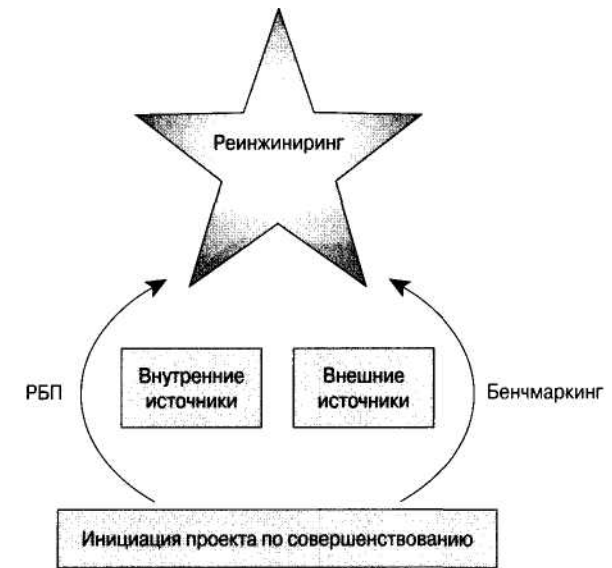 Реинжиниринг
Внутренние
источники
Внешние
источники
РБП
Бенчмаркинг
Инициация проекта по совершенствованию